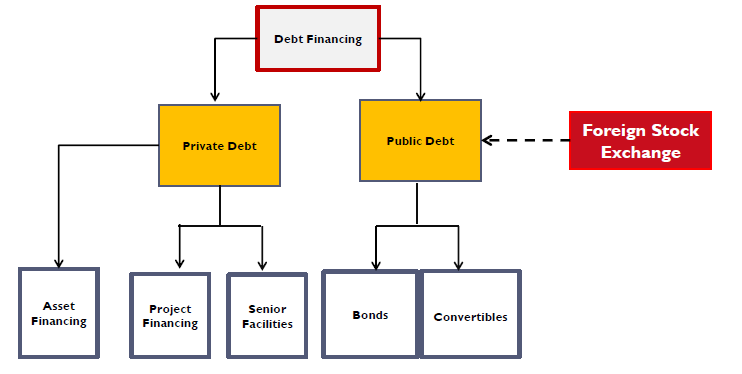 Debt Financing
Private Debt
Public Debt
Foreign Stock
Exchange
Asset
Financing
Project
Financing
Senior
Facilities
Bonds
Convertibles